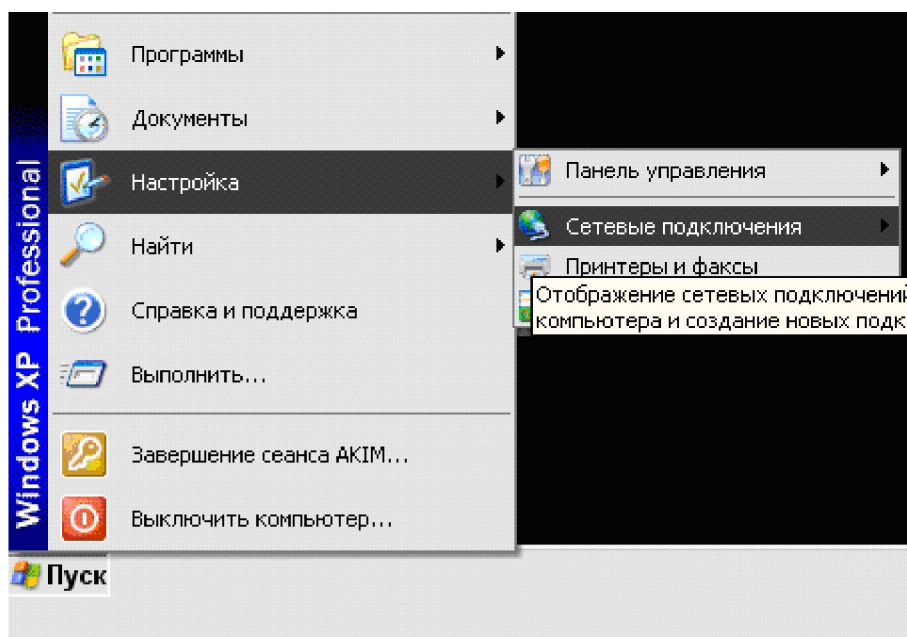 Программы
Документы
Настройка
Найти
Справка и поддержка
Выполнить...
Завершение сеанса AKIM...
Выключить компьютер...
Windows XP Professional
Панель управления
Сетевые подключения
Принтеры и факсы
Отображение сетевых подключений
компьютера и создание новых подк
Пуск